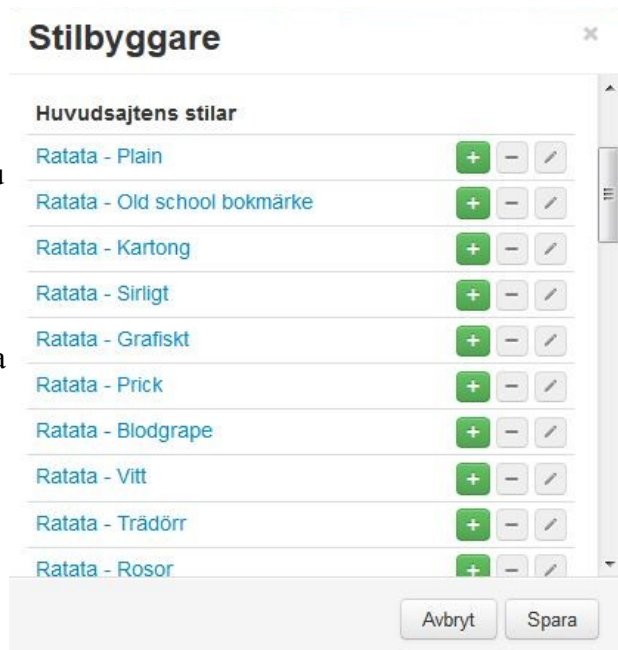 Stilbyggare
Huvudsajtens stilar
Ratata - Plain
Ratata - Old school bokmärke
Ratata - Kartong
Ratata - Sirligt
Ratata - Grafiskt
Ratata - Prick
Ratata - Blodgrape
Ratata - Vitt
Ratata - Trädörr
Ratata - Rosor
Avbryt Spara